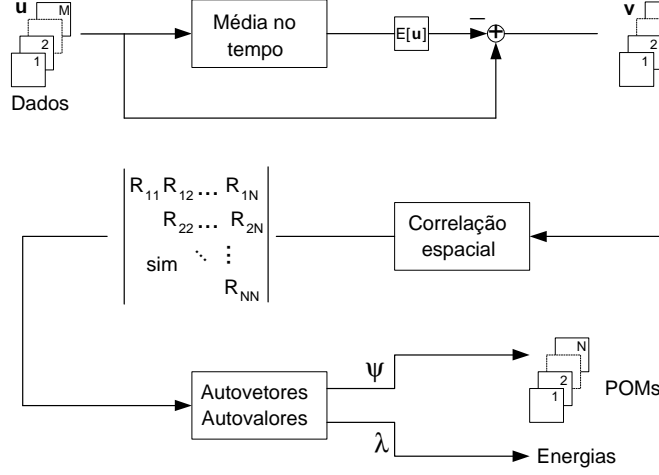 u
M
2
1
Dados
Média no
tempo
E[u]
−
+
v
2
1
R11 R12 ... R1N
R22 ... R2N
sim
RNN
Correlação
espacial
Autovetores
Autovalores
ψ
λ
N
2
1
POMs
Energias